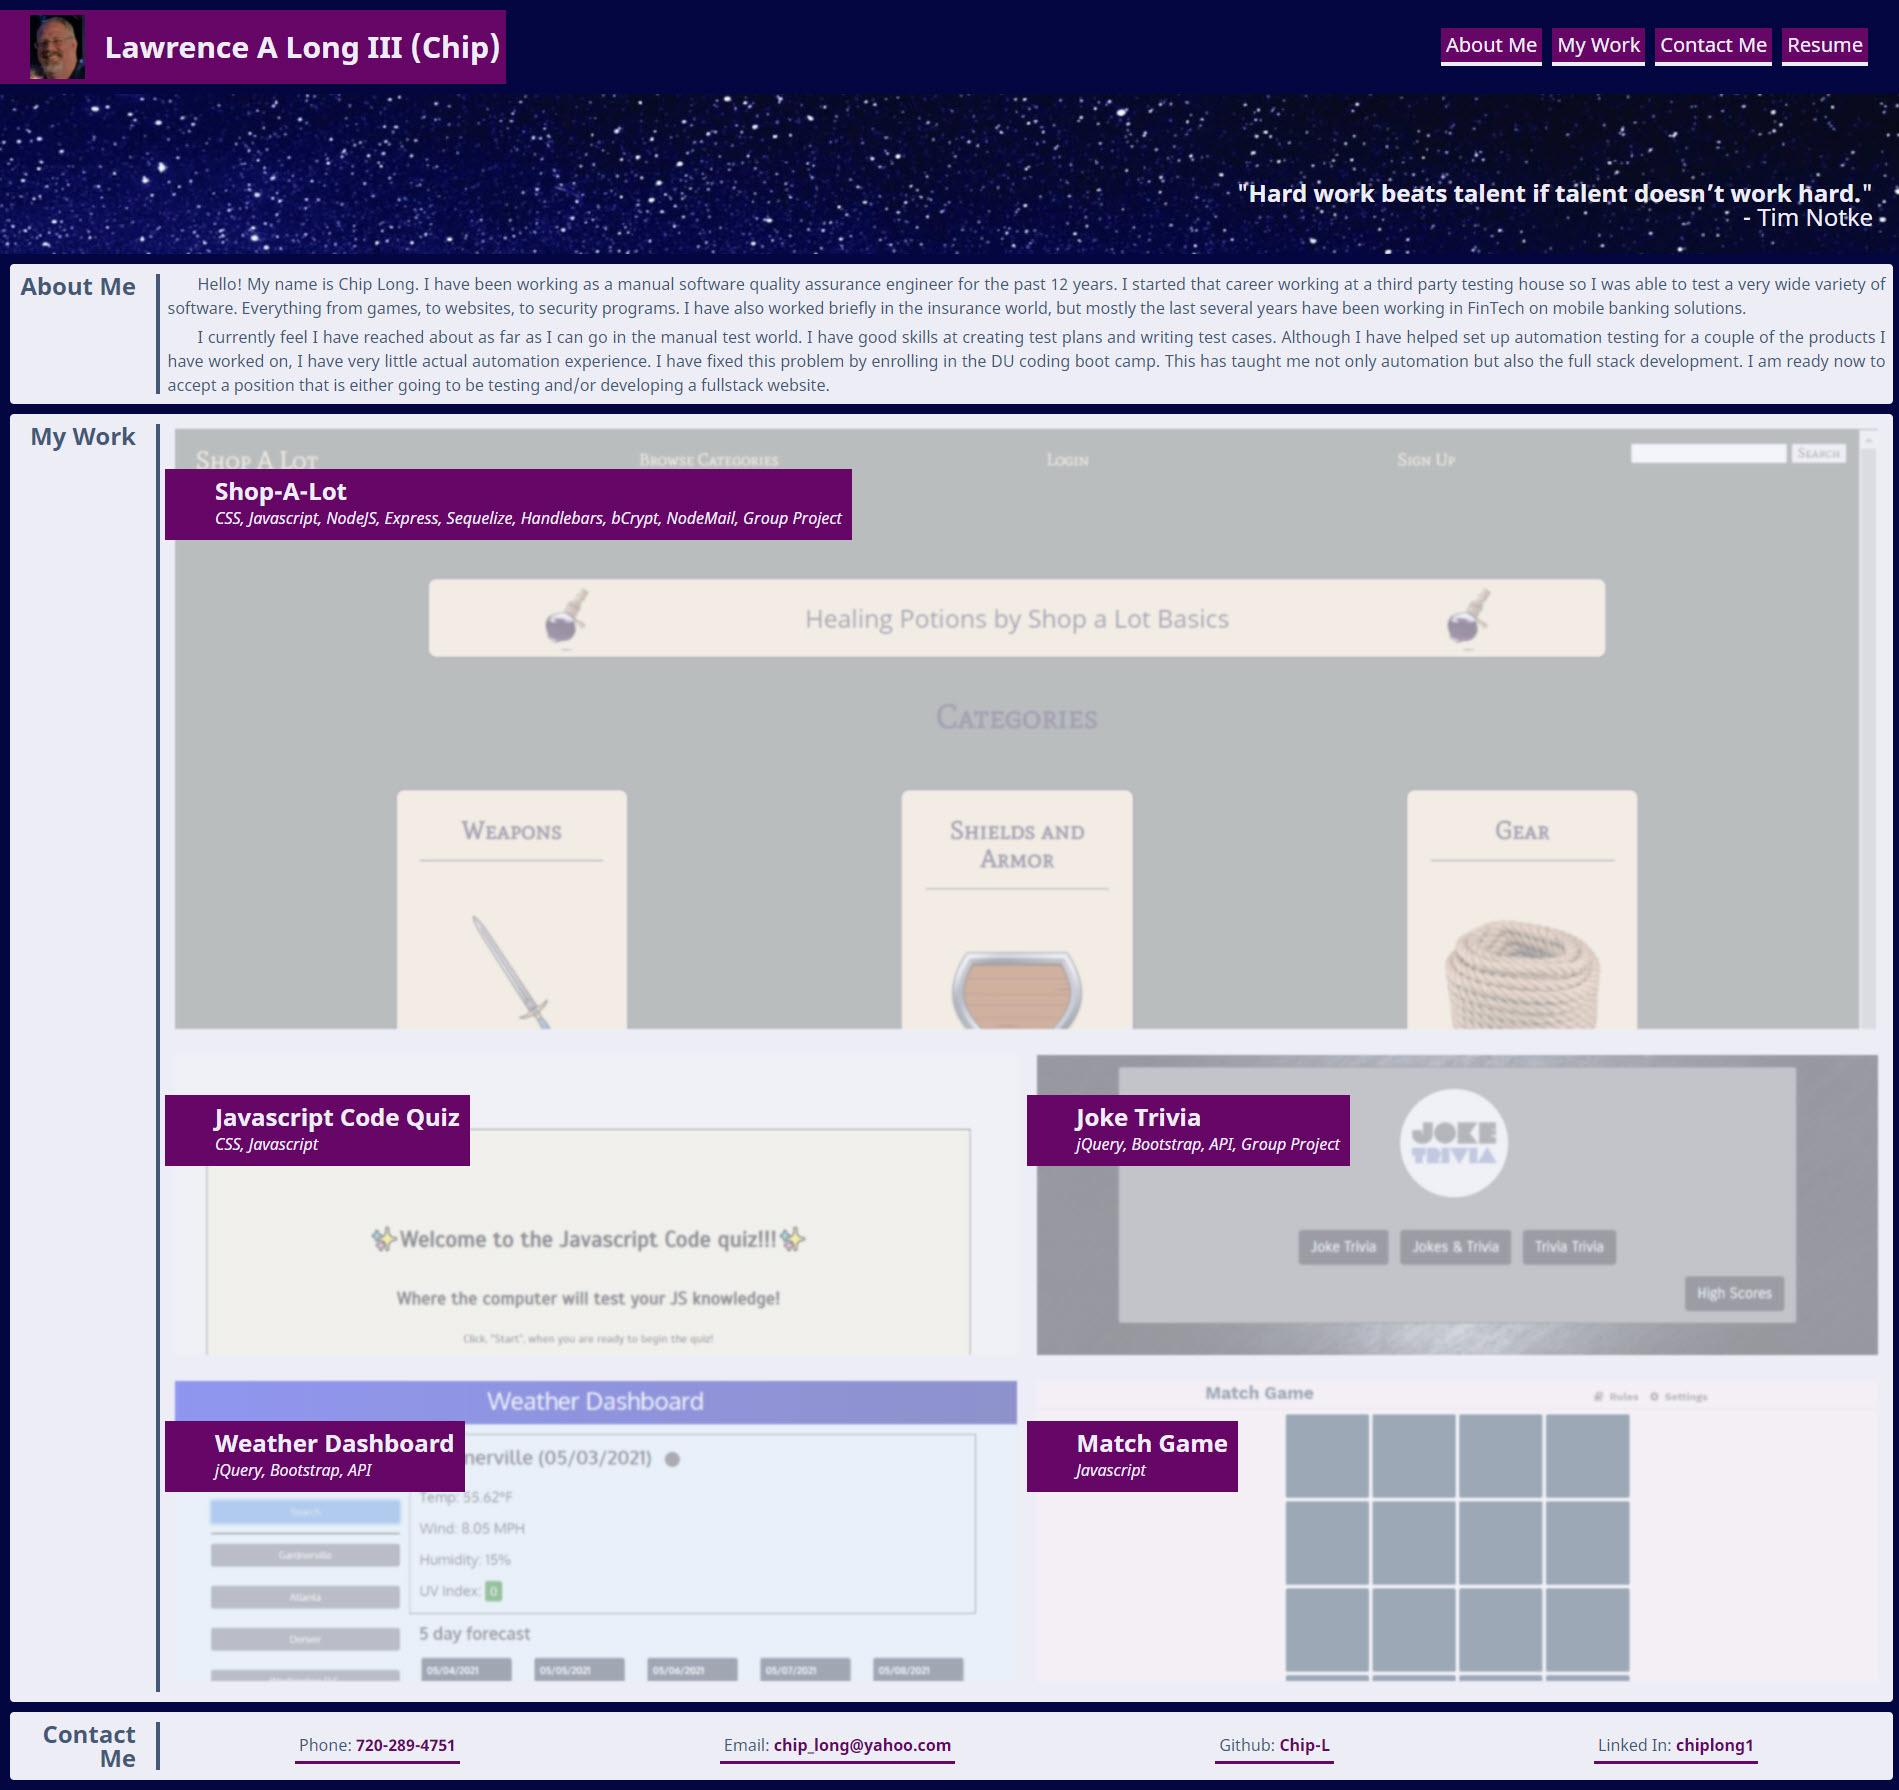 Lawrence A Long III (Chip)
About Me My Work Contact Me Resume
"Hard work beats talent if talent doesn't work hard."
- Tim Notke
About Me
Hello! My name is Chip Long. I have been working as a manual software quality assurance engineer for the past 12 years. I started that career working at a third party testing house so I was able to test a very wide variety of
software. Everything from games, to websites, to security programs. I have also worked briefly in the insurance world, but mostly the last several years have been working in FinTech on mobile banking solutions.
I currently feel I have reached about as far as I can go in the manual test world. I have good skills at creating test plans and writing test cases. Although I have helped set up automation testing for a couple of the products I
have worked on, I have very little actual automation experience. I have fixed this problem by enrolling in the DU coding boot camp. This has taught me not only automation but also the full stack development. I am ready now to
accept a position that is either going to be testing and/or developing a fullstack website.
My Work
Shop A Lot Browse Categories Login Sign Up Search
Shop-A-Lot
CSS, Javascript, NodeJS, Express, Sequelize, Handlebars, bCrypt, NodeMail, Group Project
Healing Potions by Shop a Lot Basics
Categories
Weapons
Shields and
Armor
Gear
Javascript Code Quiz
CSS, Javascript
Welcome to the Javascript Code quiz!!!
Where the computer will test your JS knowledge!
Click, "Start", when you are ready to begin the quiz!
Joke Trivia
jQuery, Bootstrap, API, Group Project
JOKE
TRIVIA
Joke Trivia Jokes & Trivia Trivia Trivia
High Scores
Weather Dashboard
Weather Dashboard
jQuery, Bootstrap, API
nerville (05/03/2021)
Temp: 55.62°F
Wind: 8.05 MPH
Humidity: 15%
UV Index: 0
Search
Gardnerville
Atlanta
Denver
5 day forecast
05/04/2021 05/05/2021 05/06/2021 05/07/2021 05/08/2021
Match Game Rules Settings
Match Game
Javascript
Contact
Me
Phone: 720-289-4751
Email: chip_long@yahoo.com
Github: Chip-L
Linked In: chiplong1